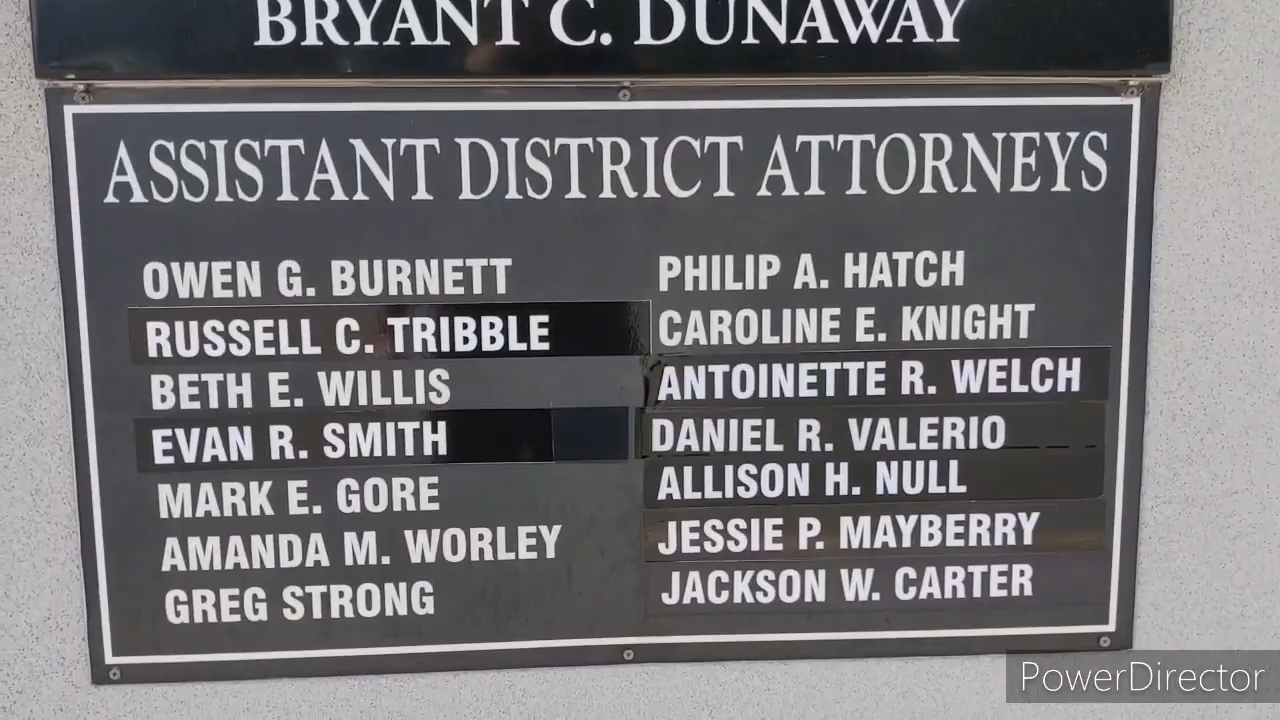 BRYANT C. DUNAWAY
ASSISTANT DISTRICT ATTORNEYS
OWEN G. BURNETT
RUSSELL C. TRIBBLE
BETH E. WILLIS
EVAN R. SMITH
MARK E. GORE
AMANDA M. WORLEY
GREG STRONG
PHILIP A. HATCH
CAROLINE E. KNIGHT
ANTOINETTE R. WELCH
DANIEL R. VALERIO
ALLISON H. NULL
JESSIE P. MAYBERRY
JACKSON W. CARTER
PowerDirector